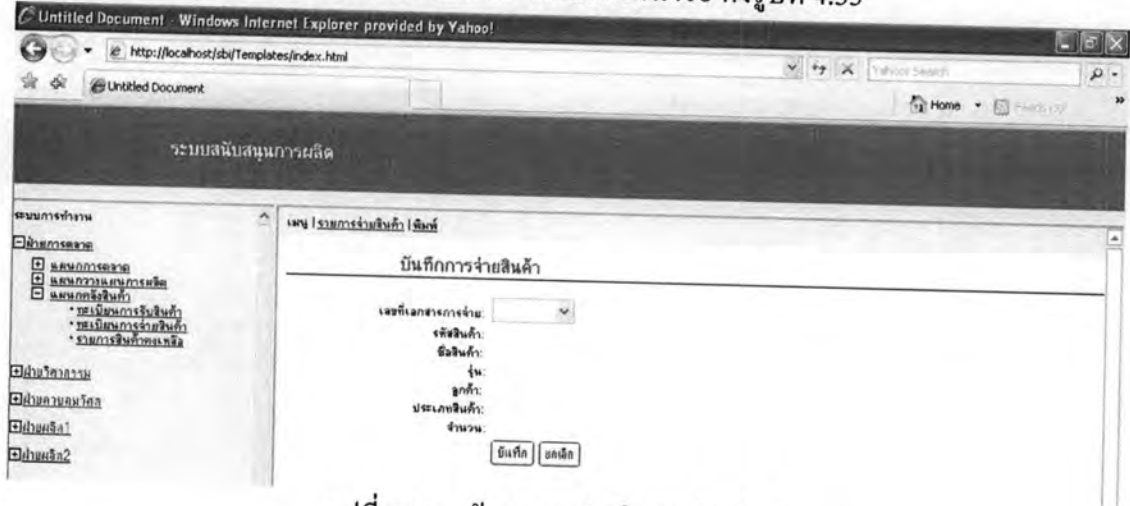 ดังรูปที่ 4.33
Untitled Document - Windows Internet Explorer provided by Yahoo!
http://localhost/sbi/Templates/index.html
Yahoo! Search
Untitled Document
Home
ระบบสนับสนุนการผลิต
ระบบการทำงาน
ฝ่ายการตลาด
แผนกการตลาด
แผนกวางแผนการผลิต
แผนกคลังสินค้า
ทะเบียนการรับสินค้า
ทะเบียนการจ่ายสินค้า
รายการสินค้าคงเหลือ
ฝ่ายวิศวกรรม
ฝ่ายควบคุมวัสดุ
ฝ่ายผลิต1
ฝ่ายผลิต2
เมนู | รายการจ่ายสินค้า | พิมพ์
บันทึกการจ่ายสินค้า
เลขที่เอกสารการจ่าย:
รหัสสินค้า:
ชื่อสินค้า:
รุ่น:
ลูกค้า:
ประเภทสินค้า:
จำนวน:
บันทึก ยกเลิก